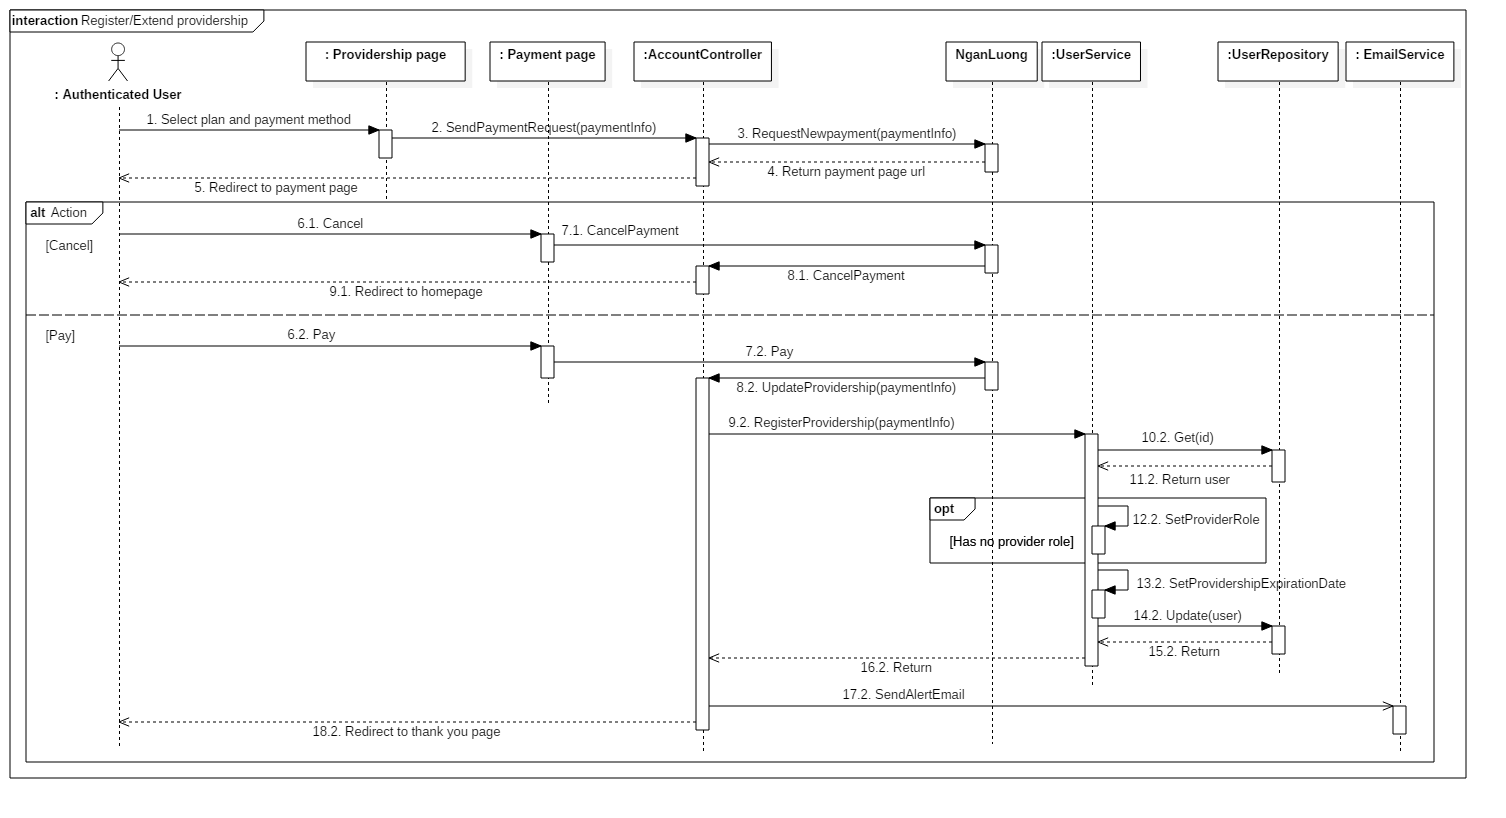 interaction Register/Extend providership
: Authenticated User
: Providership page
: Payment page
:AccountController
NganLuong
:UserService
:UserRepository
: EmailService
1. Select plan and payment method
2. SendPaymentRequest(paymentInfo)
3. RequestNewpayment(paymentInfo)
4. Return payment page url
5. Redirect to payment page
alt Action
[Cancel]
6.1. Cancel
7.1. CancelPayment
8.1. CancelPayment
9.1. Redirect to homepage
[Pay]
6.2. Pay
7.2. Pay
8.2. UpdateProvidership(paymentInfo)
9.2. RegisterProvidership(paymentInfo)
10.2. Get(id)
11.2. Return user
opt
[Has no provider role]
12.2. SetProviderRole
13.2. SetProvidershipExpirationDate
14.2. Update(user)
15.2. Return
16.2. Return
17.2. SendAlertEmail
18.2. Redirect to thank you page